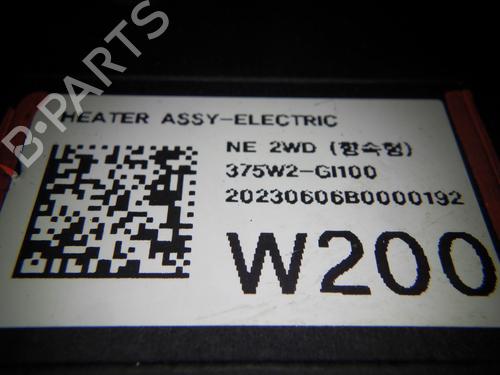 B-PARTS
HEATER ASSY-ELECTRIC
NE 2WD (항속형)
375W2-GI100
20230606B0000192
W200